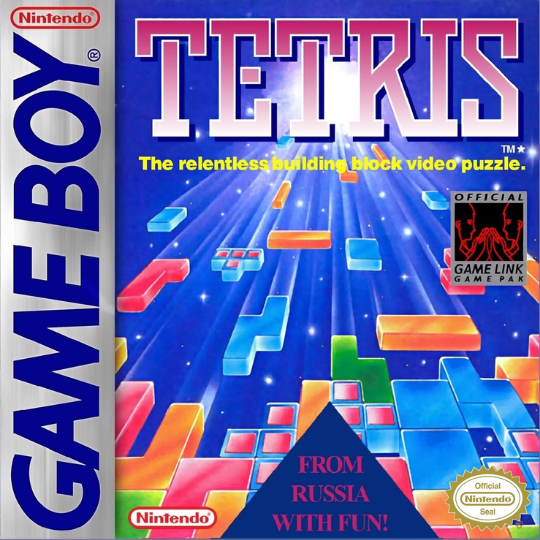 Nintendo®
GAME BOY®
TETRIS
TM★
The relentless building block video puzzle.
OFFICIAL
GAME LINK
GAME PAK
FROM
RUSSIA
WITH FUN!
Nintendo®
Official
Nintendo®
Seal